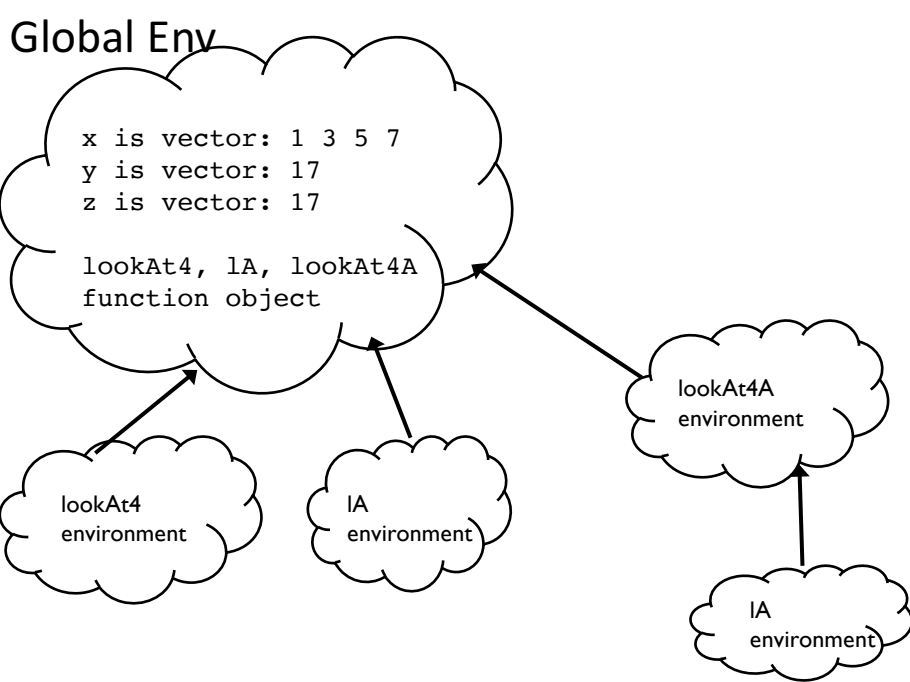 Global Env
x is vector: 1 3 5 7
y is vector: 17
z is vector: 17
lookAt4, lA, lookAt4A
function object
lookAt4A
environment
lookAt4
environment
lA
environment
lA
environment